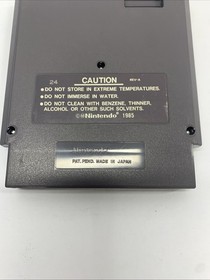 24 CAUTION REV-A
● DO NOT STORE IN EXTREME TEMPERATURES.
● DO NOT IMMERSE IN WATER.
● DO NOT CLEAN WITH BENZENE, THINNER,
ALCOHOL OR OTHER SUCH SOLVENTS.
©®Nintendo® 1985
Nintendo
PAT. PEND. MADE IN JAPAN